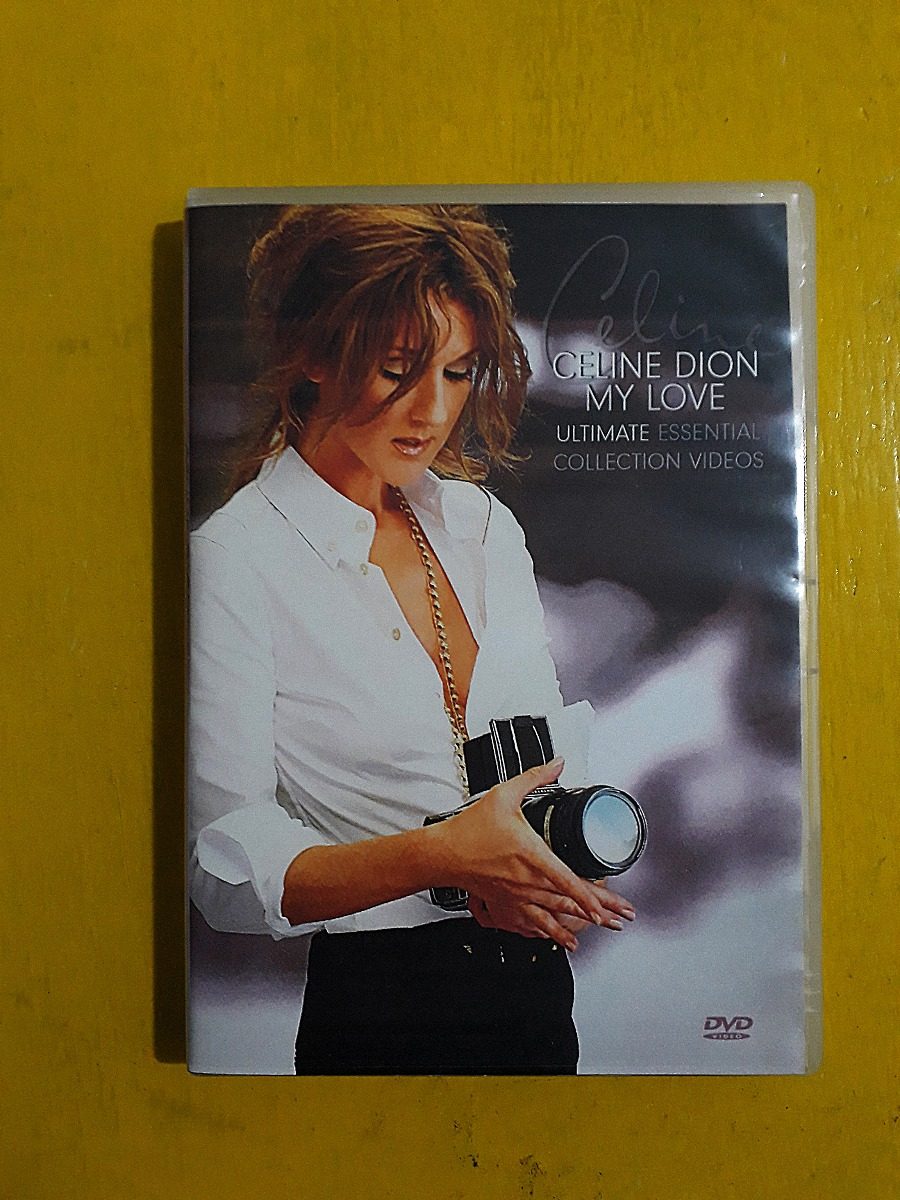 Celine
CELINE DION
MY LOVE
ULTIMATE ESSENTIAL
COLLECTION VIDEOS
DVD
VIDEO